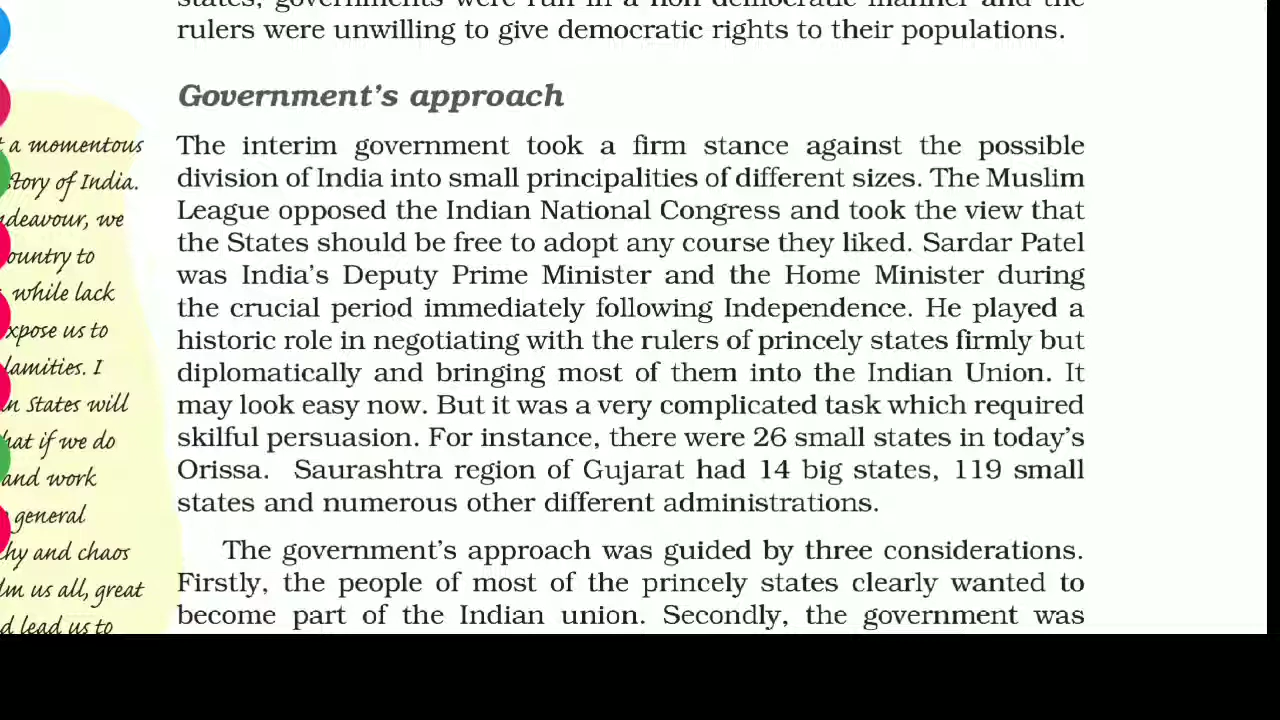 states, governments were run in a non democratic manner and the
rulers were unwilling to give democratic rights to their populations.
Government's approach
The interim government took a firm stance against the possible
division of India into small principalities of different sizes. The Muslim
League opposed the Indian National Congress and took the view that
the States should be free to adopt any course they liked. Sardar Patel
was India's Deputy Prime Minister and the Home Minister during
the crucial period immediately following Independence. He played a
historic role in negotiating with the rulers of princely states firmly but
diplomatically and bringing most of them into the Indian Union. It
may look easy now. But it was a very complicated task which required
skilful persuasion. For instance, there were 26 small states in today's
Orissa. Saurashtra region of Gujarat had 14 big states, 119 small
states and numerous other different administrations.
The government's approach was guided by three considerations.
Firstly, the people of most of the princely states clearly wanted to
become part of the Indian union. Secondly, the government was
a momentous
story of India.
ndeavour, we
ountry to
while lack
xpose us to
lamities. I
n States will
hat if we do
and work
general
hy and chaos
lm us all, great
d lead us to